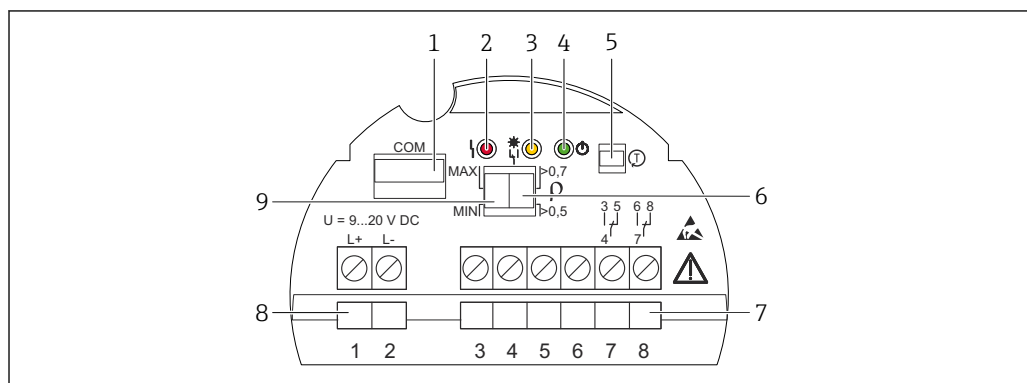 1 2 3 4 5
COM
MAX >0,7 T
9 ρ 6
MIN >0,5 3 5 6 8
U = 9...20 V DC 4 7
L+ L-
8 7
1 2 3 4 5 6 7 8